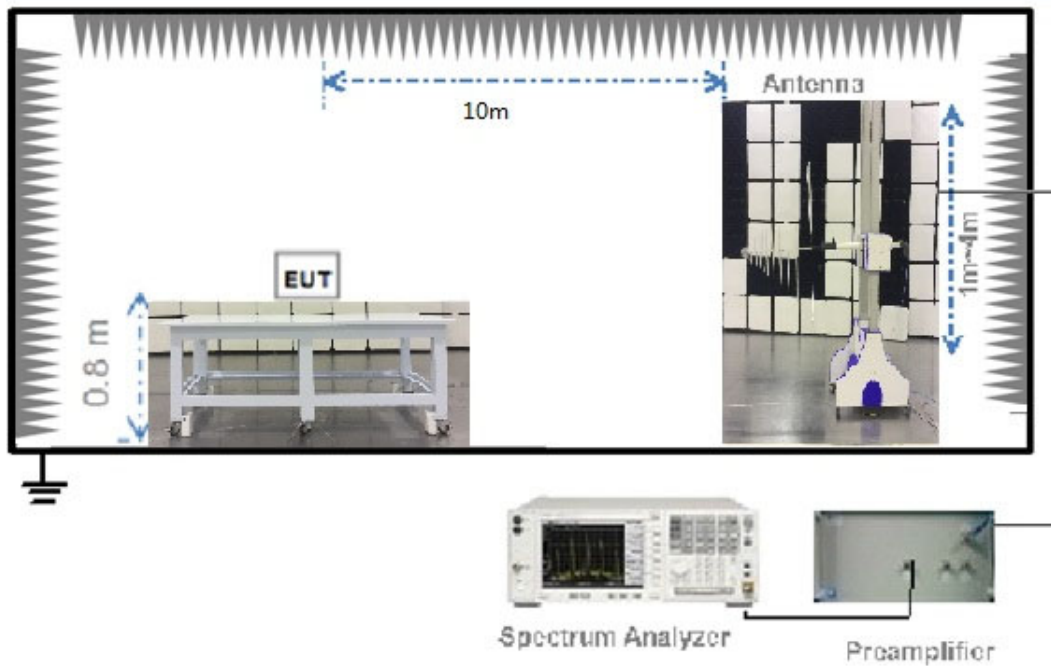 Antenna
10m
1m~4m
EUT
0.8 m
Spectrum Analyzer
Preamplifier